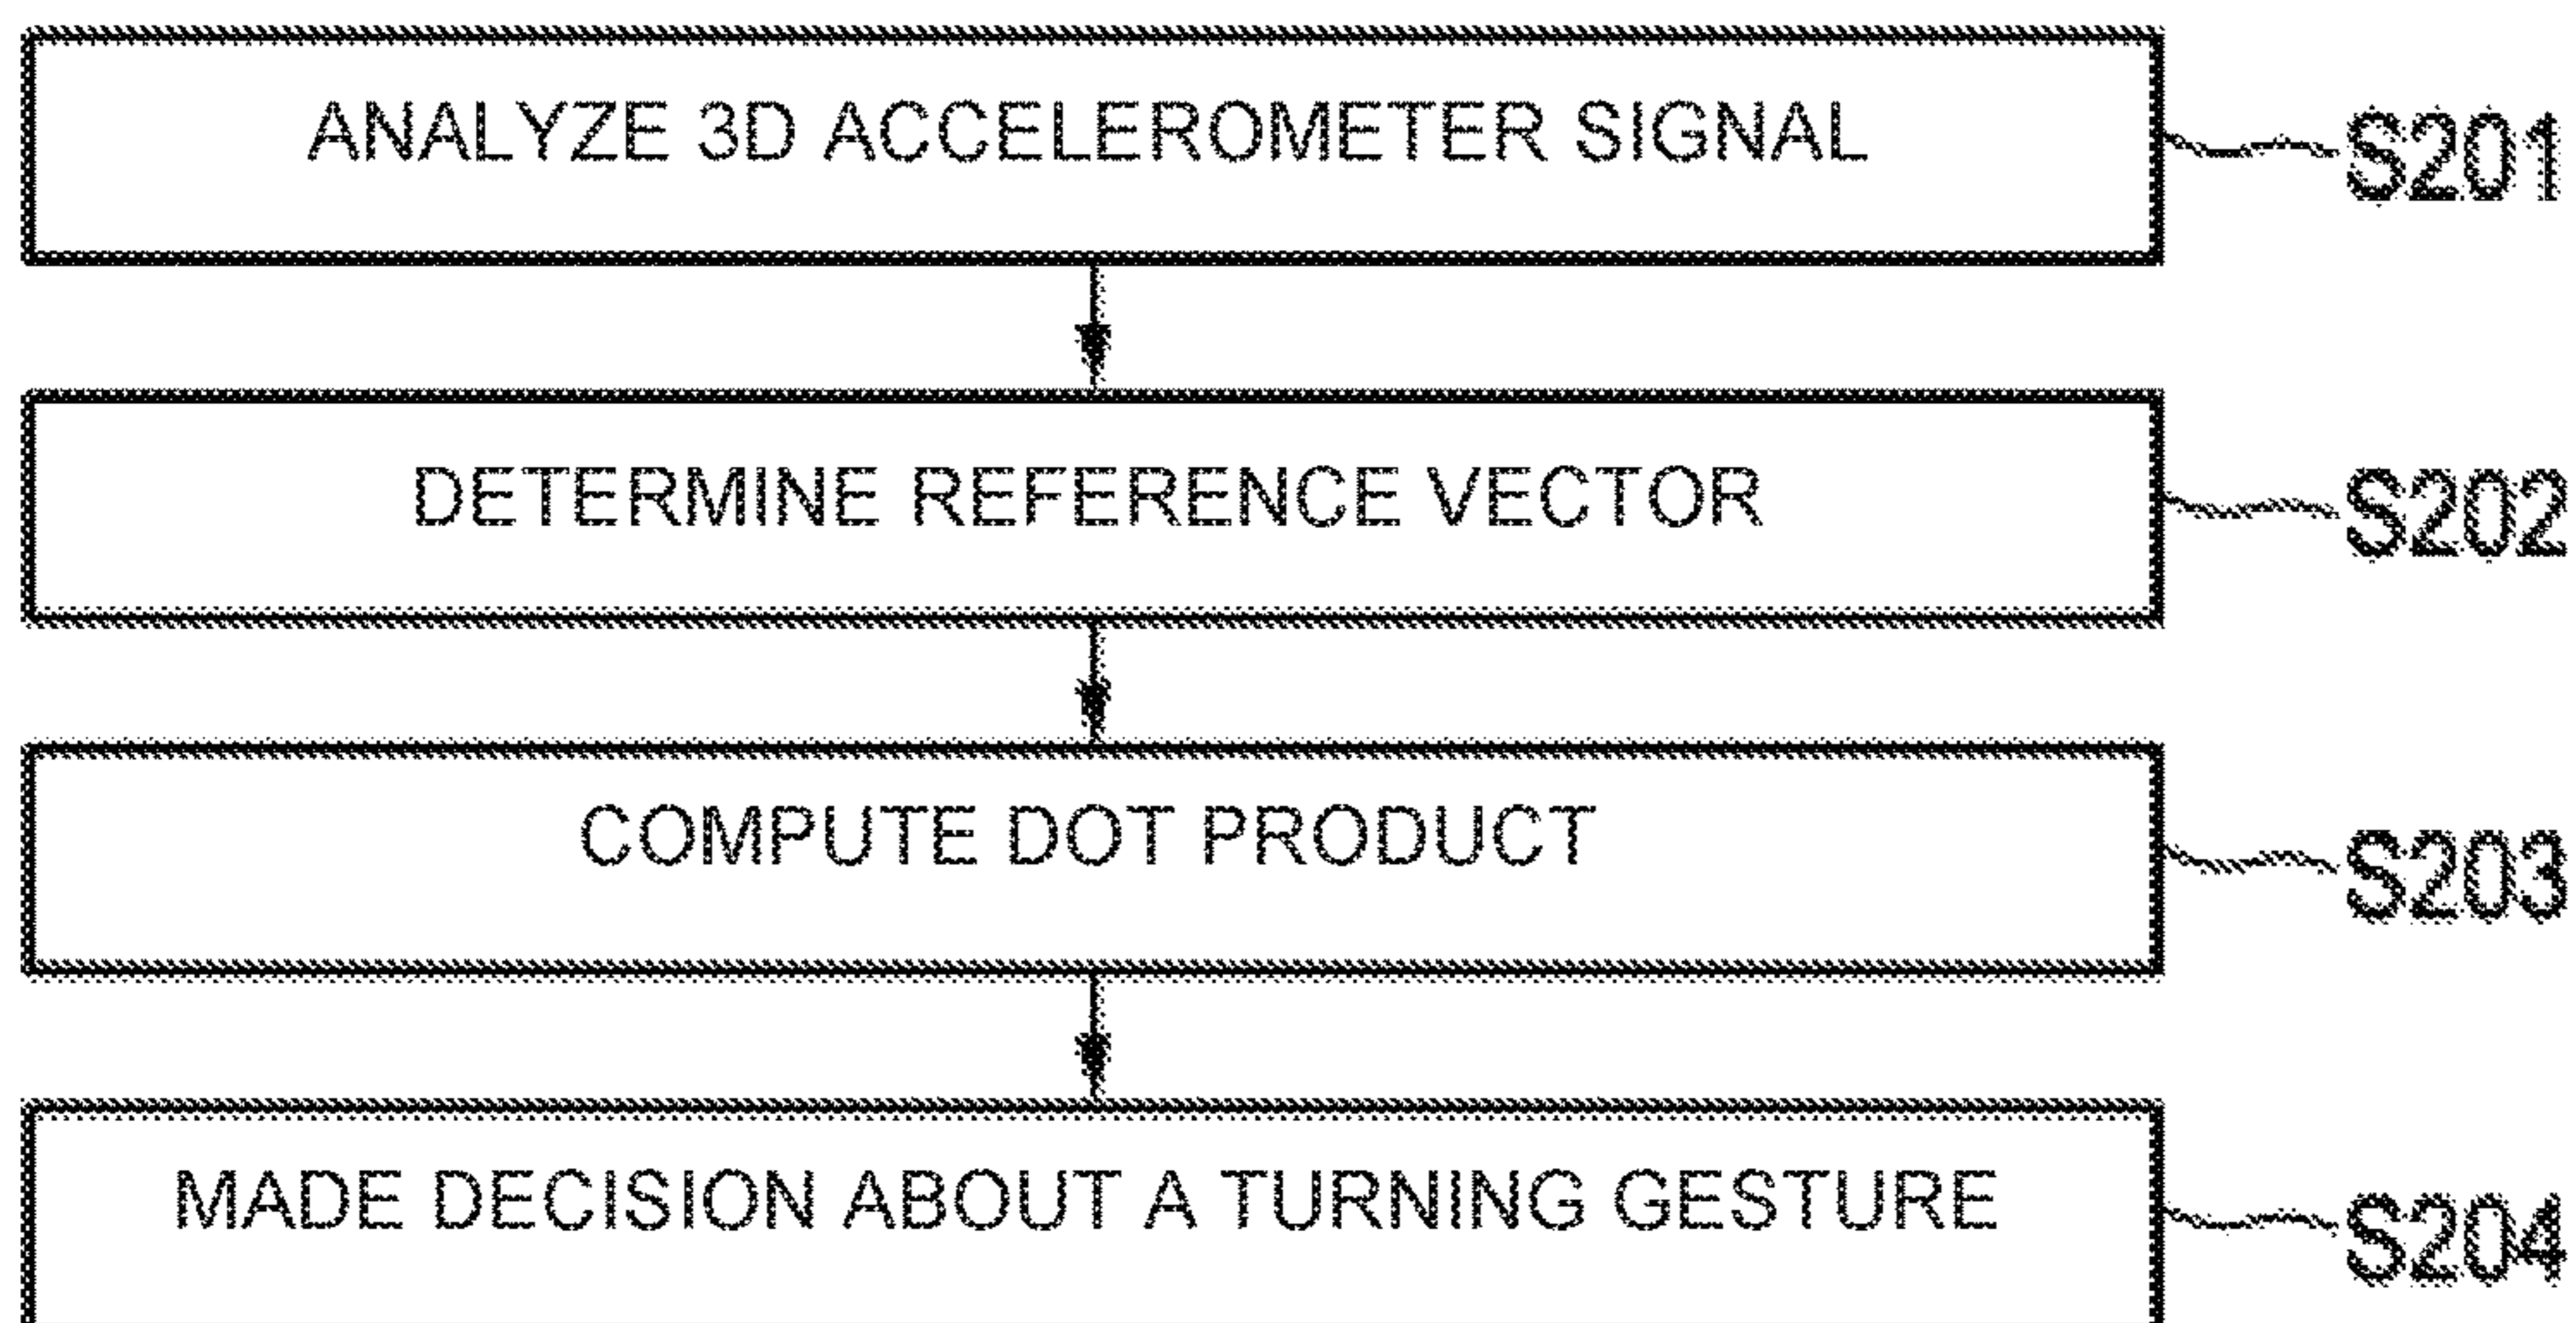 ANALYZE 3D ACCELEROMETER SIGNAL
S201
DETERMINE REFERENCE VECTOR
S202
COMPUTE DOT PRODUCT
S203
MADE DECISION ABOUT A TURNING GESTURE
S204